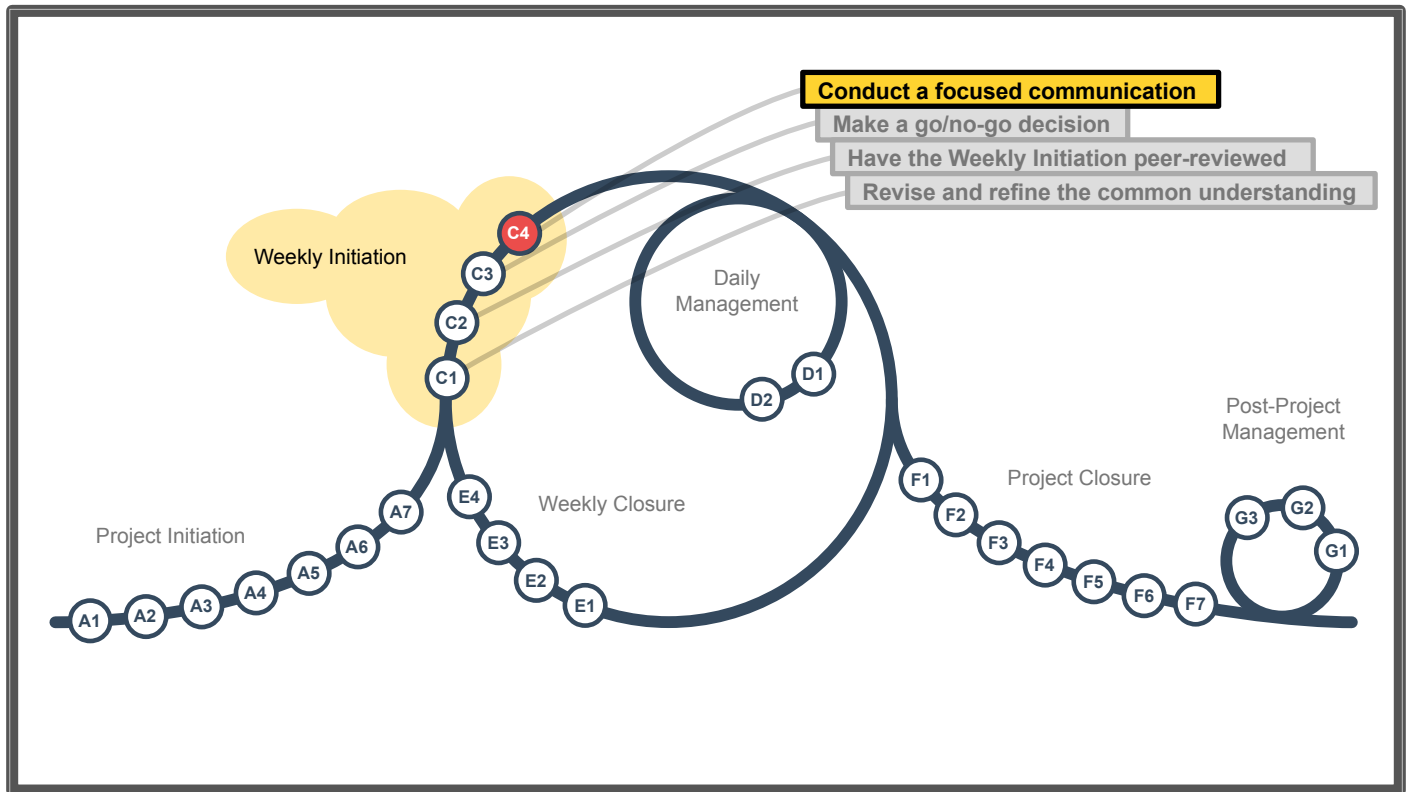 Conduct a focused communication
Make a go/no-go decision
Have the Weekly Initiation peer-reviewed
Revise and refine the common understanding
Weekly Initiation
C4
C3
C2
C1
Daily
Management
D1
D2
Post-Project
Management
Project Initiation
A1
A2
A3
A4
A5
A6
A7
Weekly Closure
E4
E3
E2
E1
Project Closure
F1
F2
F3
F4
F5
F6
F7
G3
G2
G1